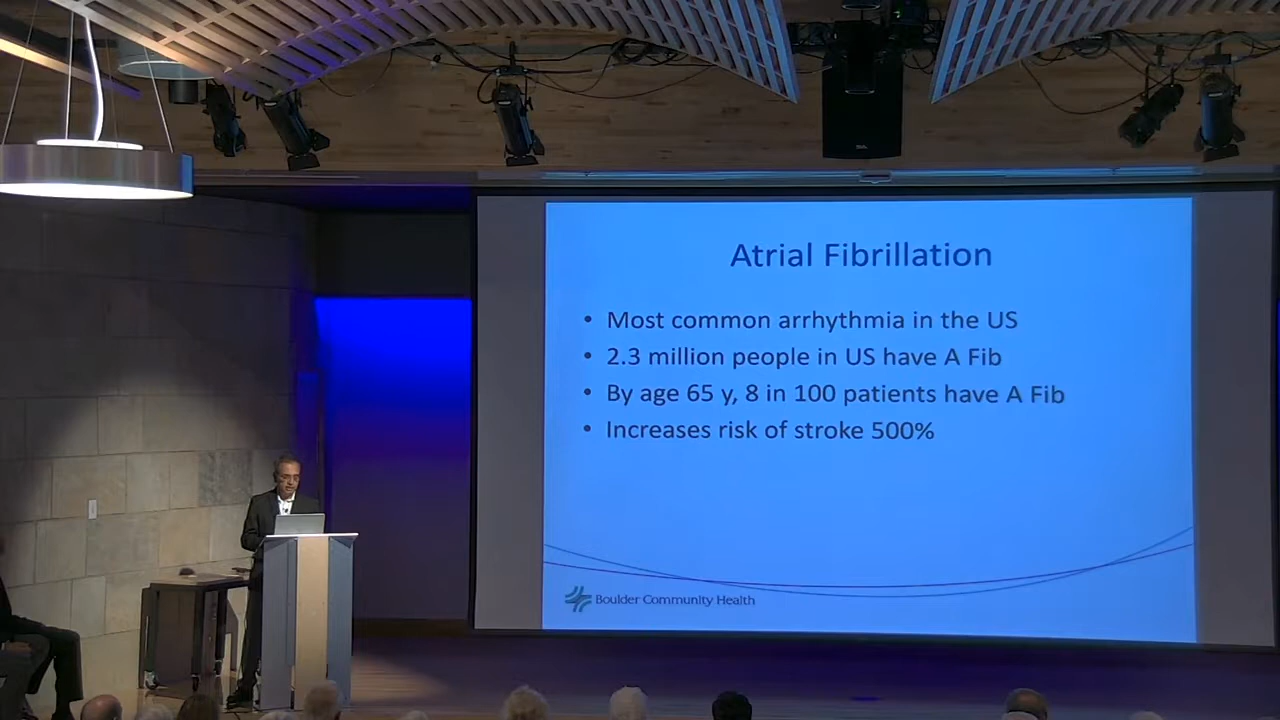 Atrial Fibrillation
• Most common arrhythmia in the US
• 2.3 million people in US have A Fib
• By age 65 y, 8 in 100 patients have A Fib
• Increases risk of stroke 500%
Boulder Community Health